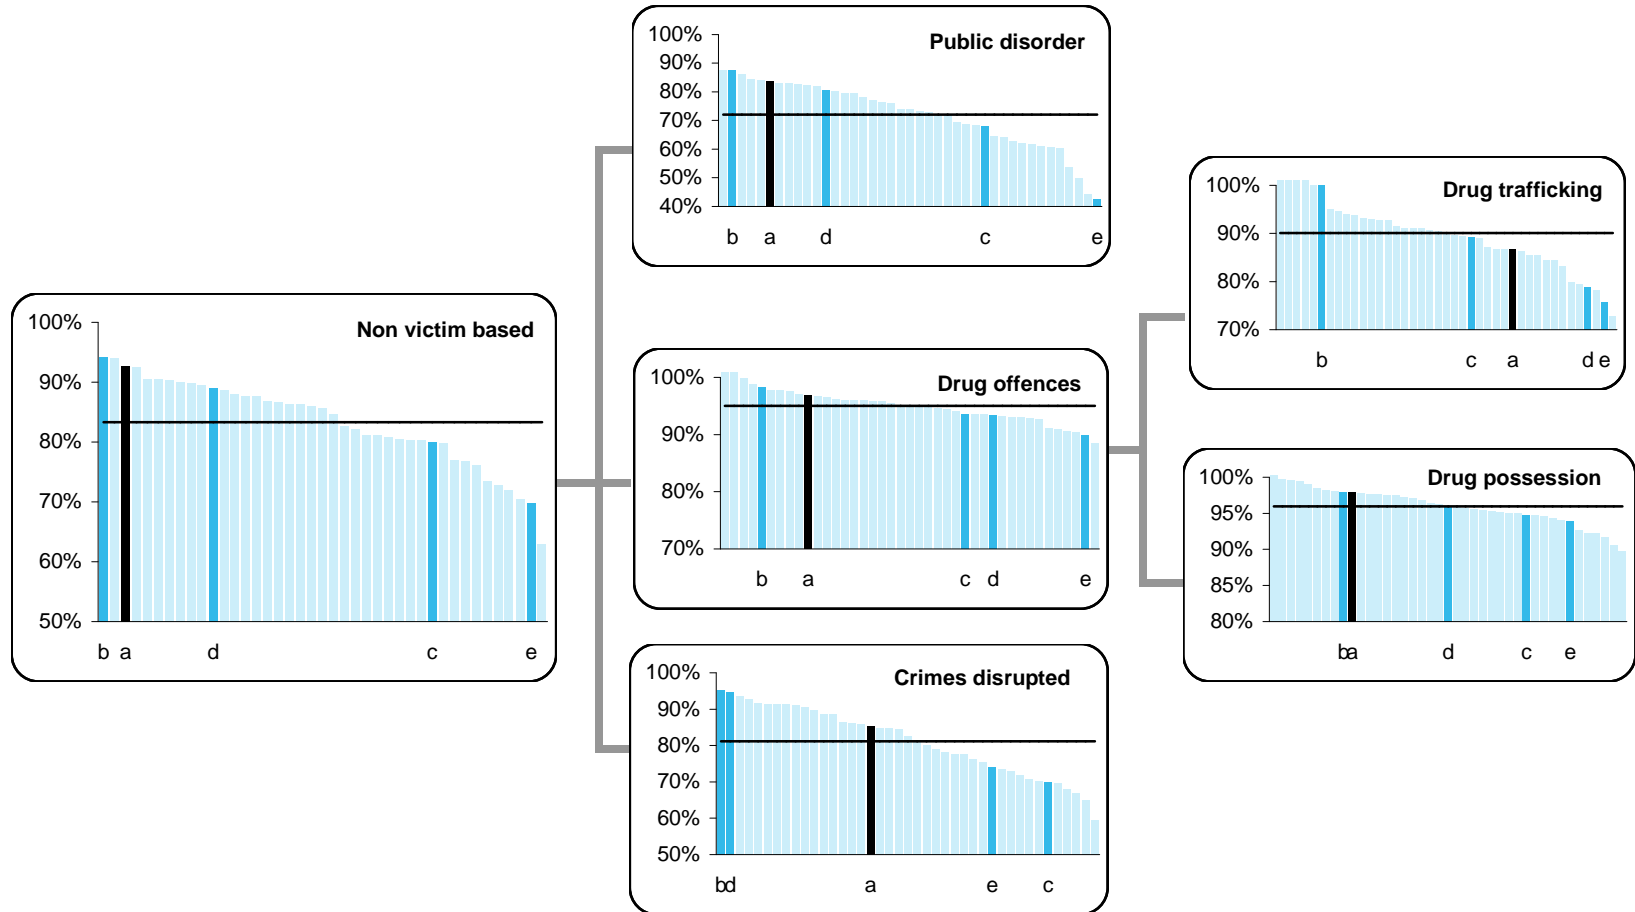 Public disorder
100%
90%
80%
70%
60%
50%
40%
b a d c e
Drug trafficking
100%
90%
80%
70%
b c a d e
Non victim based
100%
90%
80%
70%
60%
50%
b a d c e
Drug offences
100%
90%
80%
70%
b a c d e
Drug possession
100%
95%
90%
85%
80%
ba d c e
Crimes disrupted
100%
90%
80%
70%
60%
50%
bd a e c